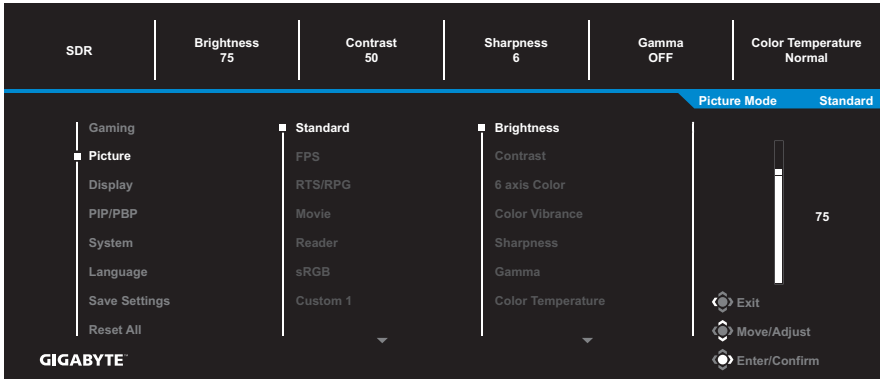 SDR
Brightness
75
Contrast
50
Sharpness
6
Gamma
OFF
Color Temperature
Normal
Picture Mode Standard
Gaming
Picture
Display
PIP/PBP
System
Language
Save Settings
Reset All
Standard
FPS
RTS/RPG
Movie
Reader
sRGB
Custom 1
Brightness
Contrast
6 axis Color
Color Vibrance
Sharpness
Gamma
Color Temperature
75
Exit
Move/Adjust
Enter/Confirm
GIGABYTE™